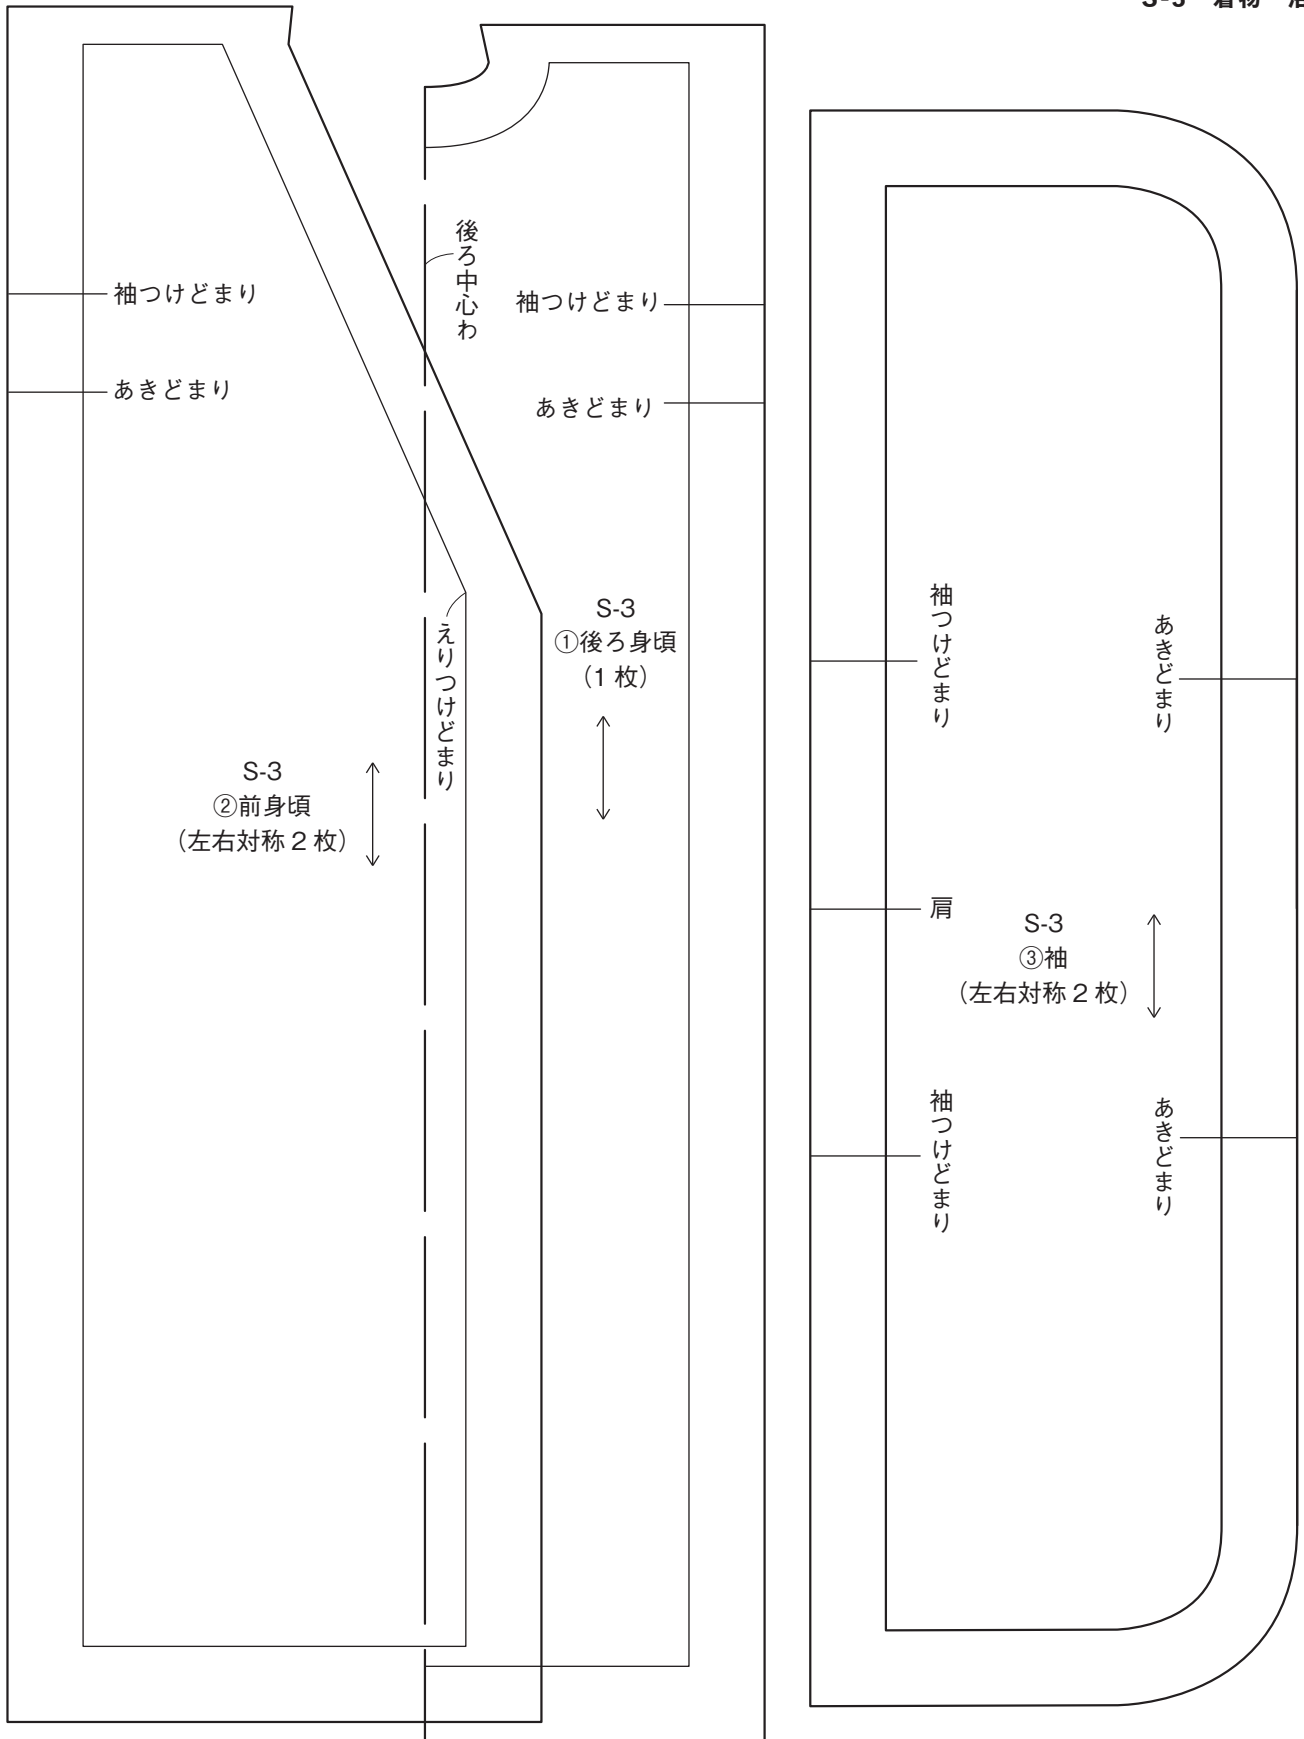 S-3 着物
袖つけどまり
あきどまり
後ろ中心わ
袖つけどまり
あきどまり
えりつけどまり
S-3
①後ろ身頃
(1 枚)
S-3
②前身頃
(左右対称 2 枚)
袖つけどまり
あきどまり
肩
S-3
③袖
(左右対称 2 枚)
袖つけどまり
あきどまり